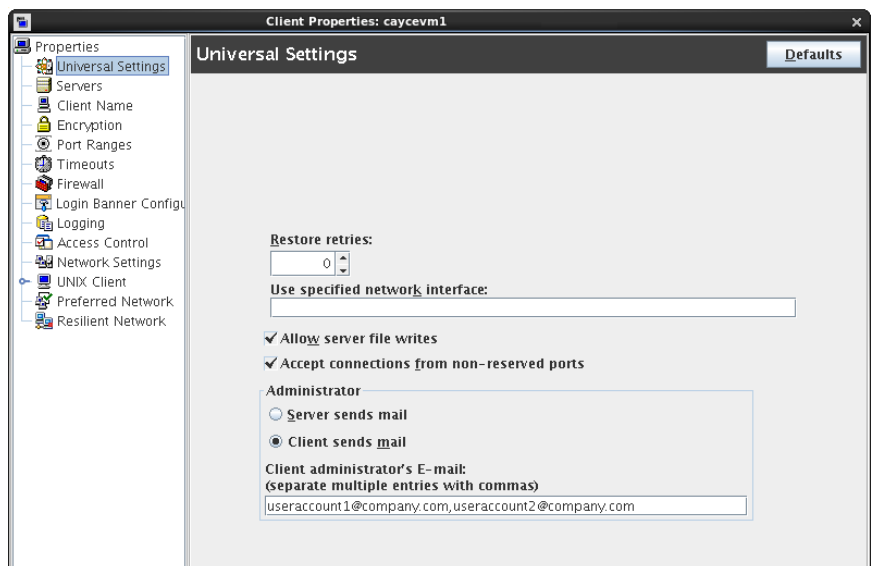 Client Properties: caycevm1
Properties
Universal Settings
Servers
Client Name
Encryption
Port Ranges
Timeouts
Firewall
Login Banner Configu
Logging
Access Control
Network Settings
UNIX Client
Preferred Network
Resilient Network
Universal Settings
Defaults
Restore retries:
0
Use specified network interface:
Allow server file writes
Accept connections from non-reserved ports
Administrator
Server sends mail
Client sends mail
Client administrator's E-mail:
(separate multiple entries with commas)
useraccount1@company.com,useraccount2@company.com